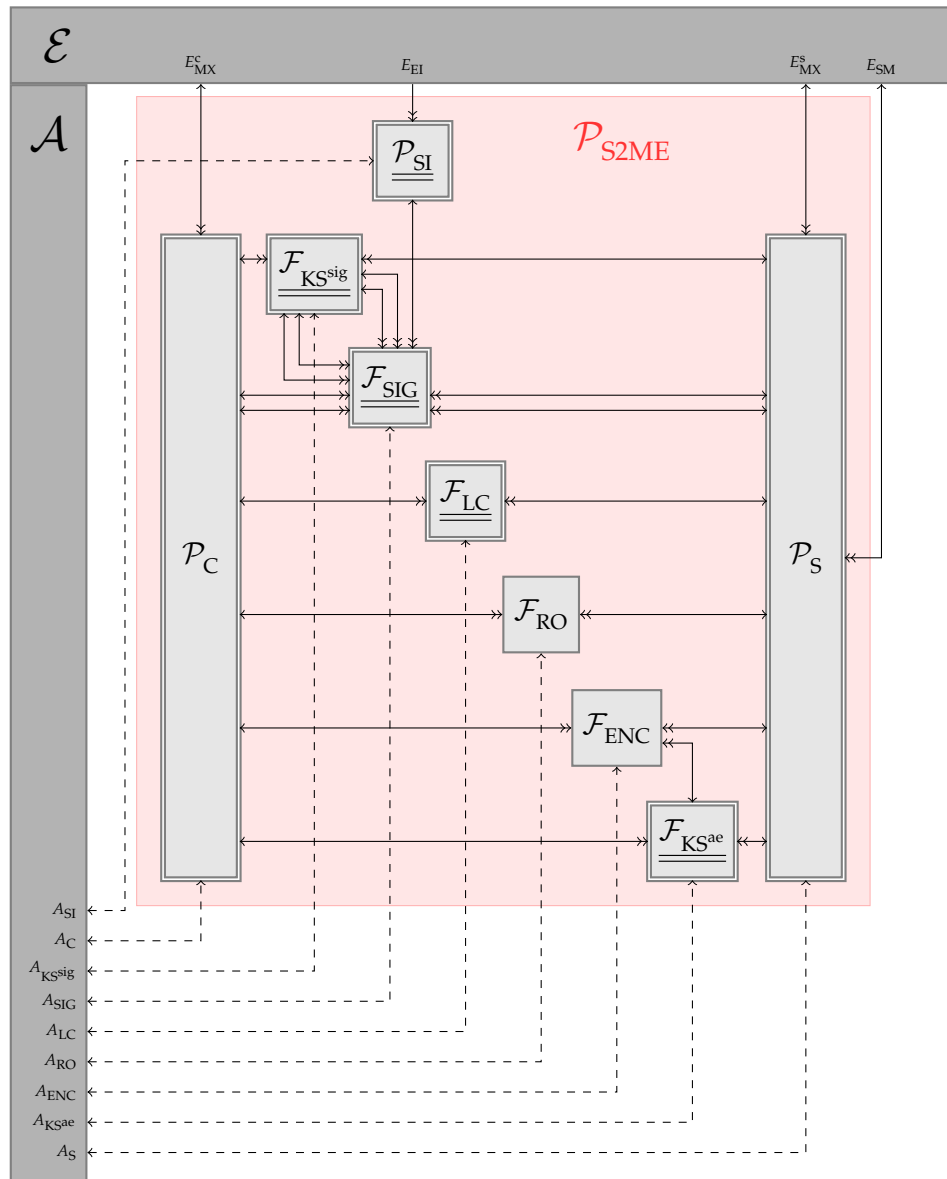 ℰ
E^c_MX
E_EI
E^s_MX
E_SM
𝒜
𝒫_S2ME
𝒫_SI
ℱ_KS^sig
ℱ_SIG
ℱ_LC
𝒫_C
𝒫_S
ℱ_RO
ℱ_ENC
ℱ_KS^ae
A_SI
A_C
A_KS^sig
A_SIG
A_LC
A_RO
A_ENC
A_KS^ae
A_S